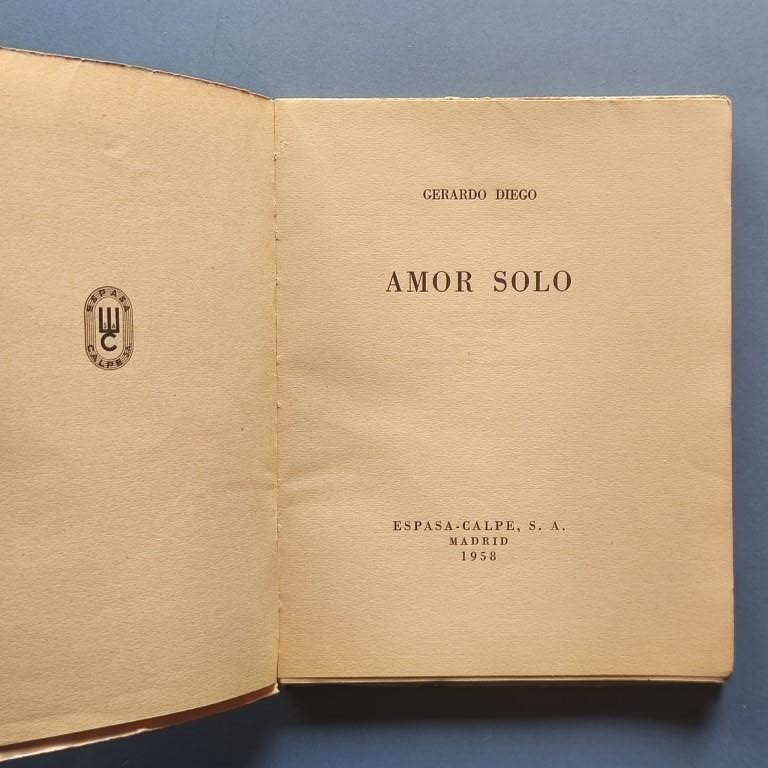 ESPASA
CALPE S.A.
GERARDO DIEGO
AMOR SOLO
ESPASA-CALPE, S. A.
MADRID
1958